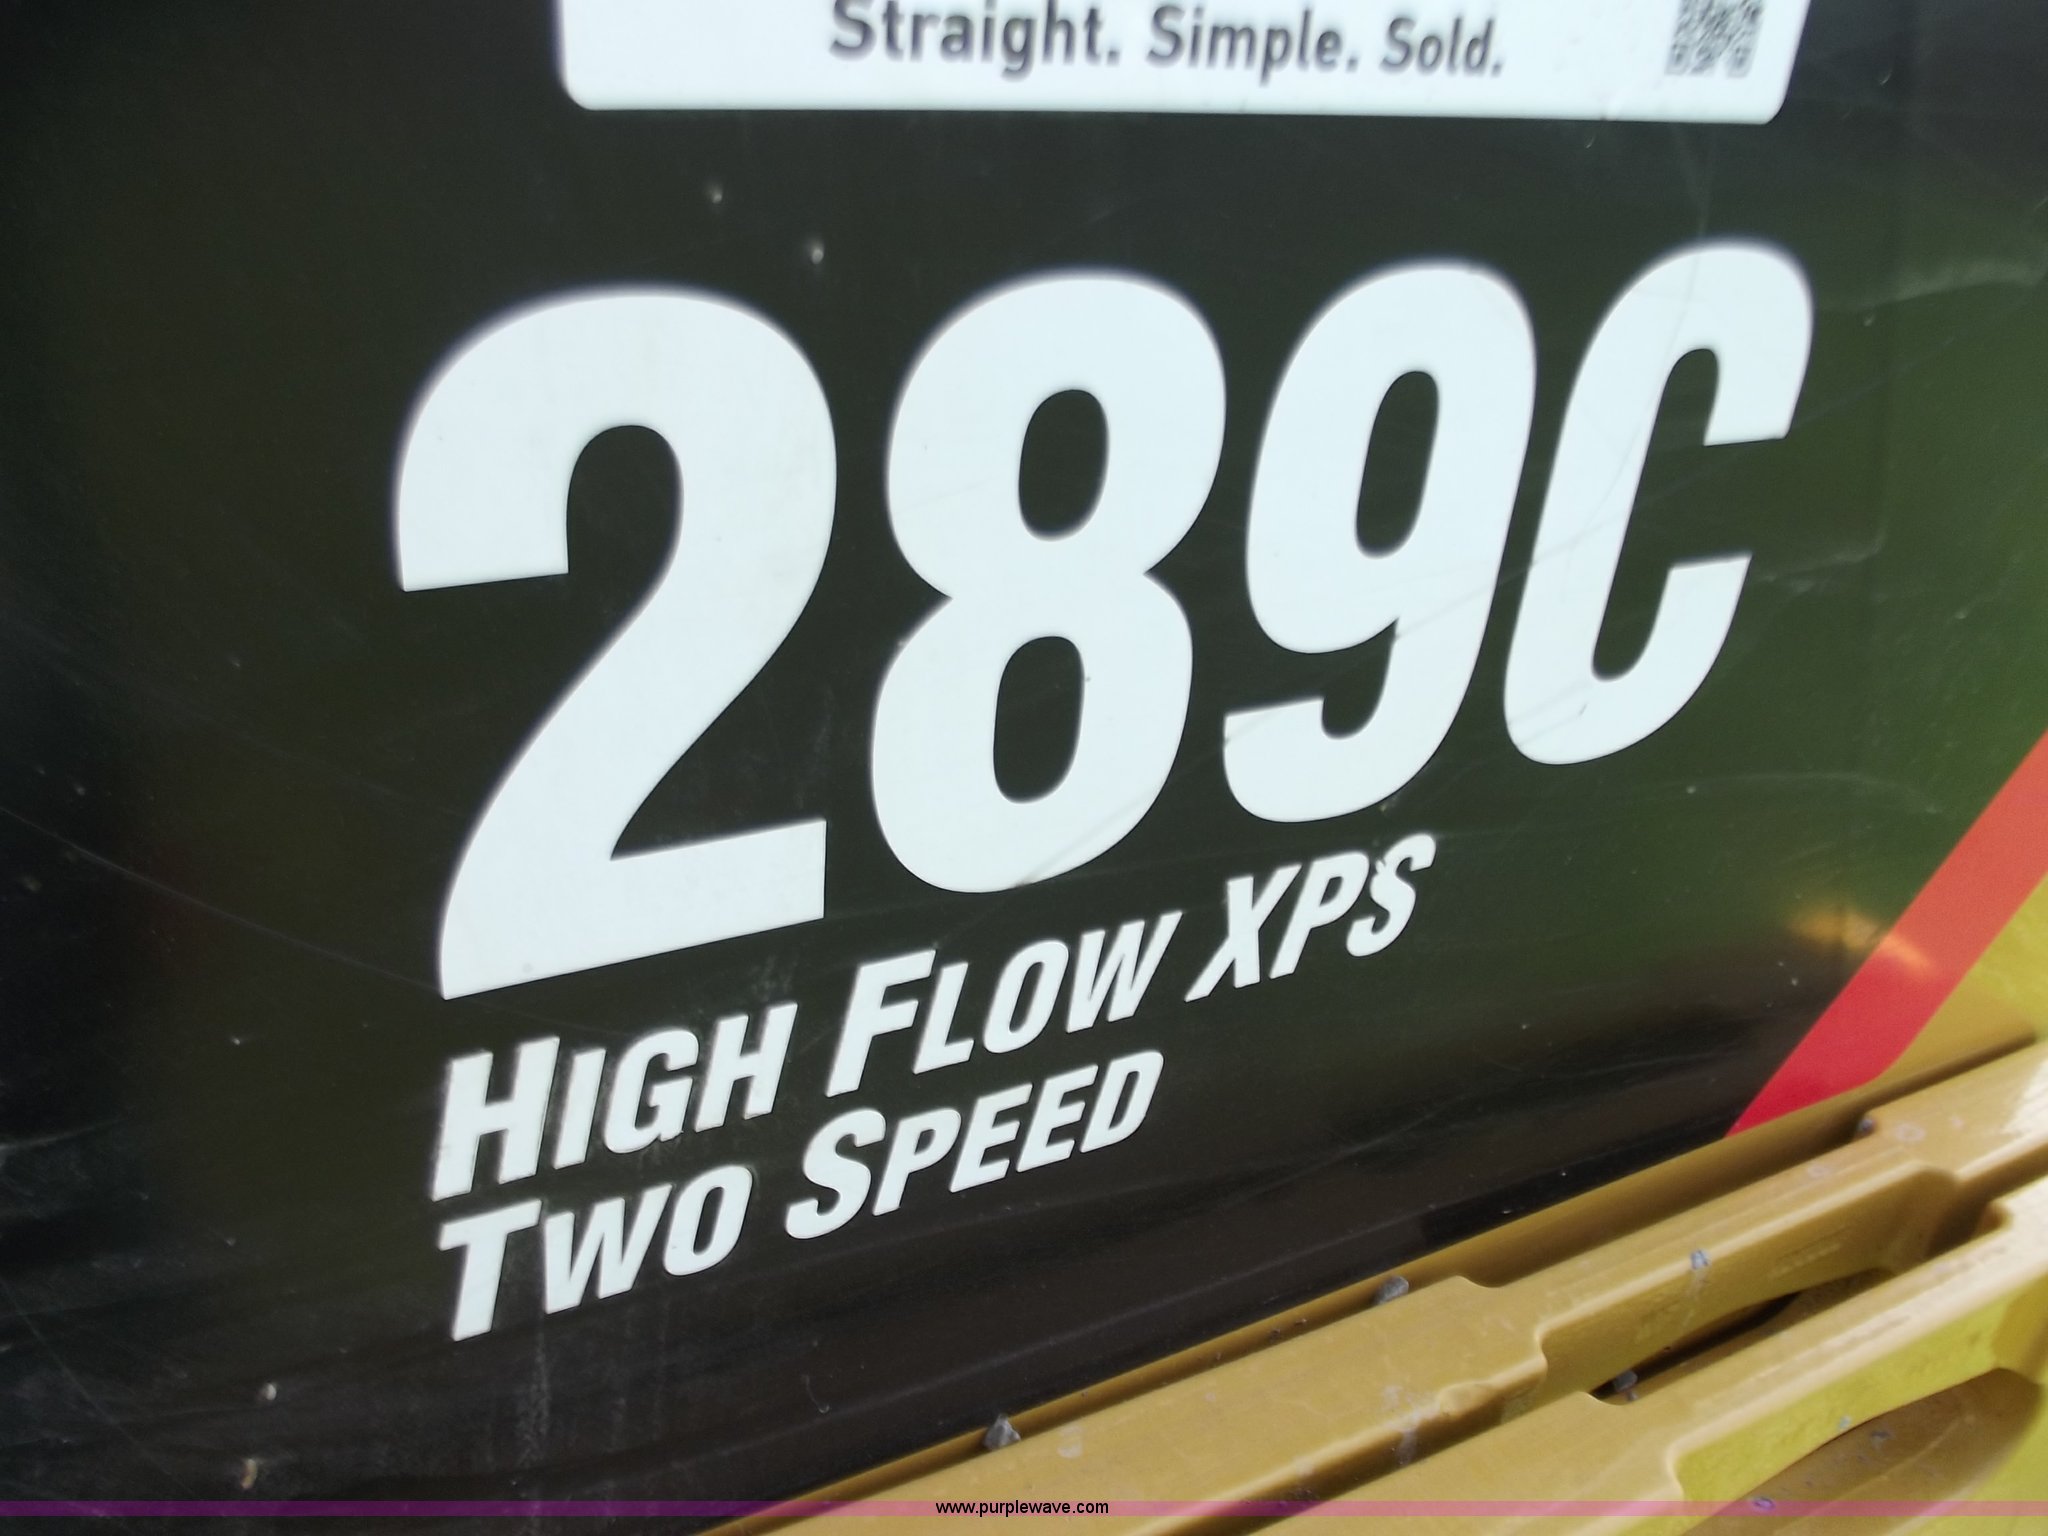 Straight. Simple. Sold.
289C
HIGH FLOW XPS
TWO SPEED
www.purplewave.com